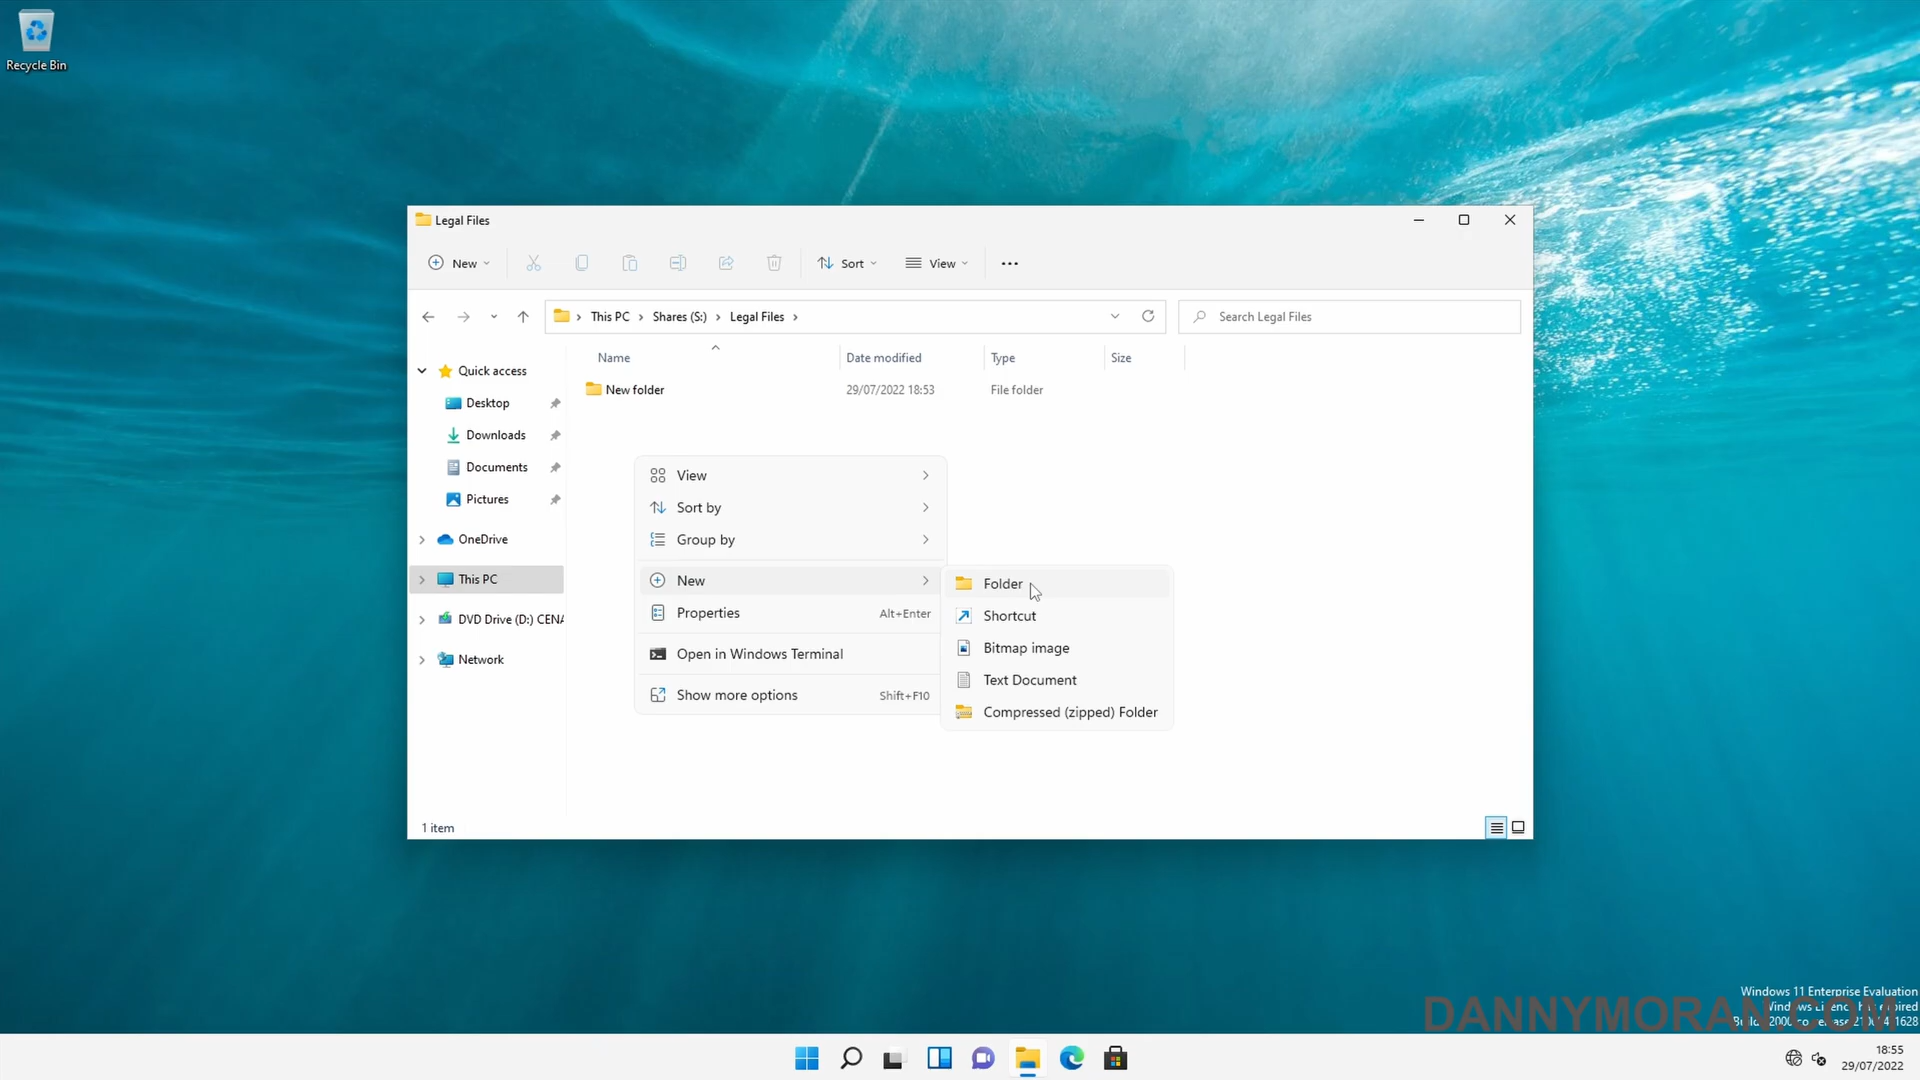 Recycle Bin
Legal Files
New
Sort
View
This PC
Shares (S:)
Legal Files
Search Legal Files
Name
Date modified
Type
Size
New folder
29/07/2022 18:53
File folder
Quick access
Desktop
Downloads
Documents
Pictures
OneDrive
This PC
DVD Drive (D:) CENA
Network
View
Sort by
Group by
New
Properties
Alt+Enter
Open in Windows Terminal
Show more options
Shift+F10
Folder
Shortcut
Bitmap image
Text Document
Compressed (zipped) Folder
1 item
Windows 11 Enterprise Evaluation
DANNYMORAN.COM
18:55
29/07/2022